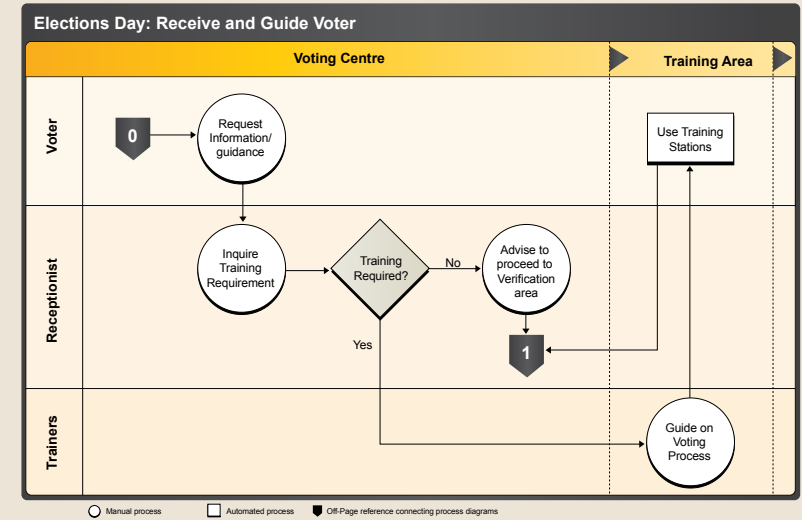 Elections Day: Receive and Guide Voter
Voting Centre
Training Area
Voter
0
Request
Information/
guidance
Use Training
Stations
Receptionist
Inquire
Training
Requirement
Training
Required?
No
Advise to
proceed to
Verification
area
Yes
1
Trainers
Guide on
Voting
Process
Manual process
Automated process
Off-Page reference connecting process diagrams